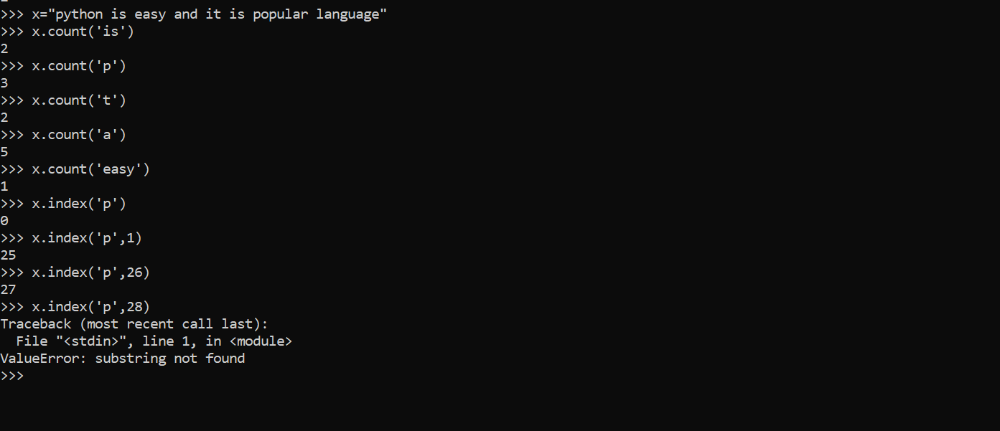 >>> x="python is easy and it is popular language"
>>> x.count('is')
2
>>> x.count('p')
3
>>> x.count('t')
2
>>> x.count('a')
5
>>> x.count('easy')
1
>>> x.index('p')
0
>>> x.index('p',1)
25
>>> x.index('p',26)
27
>>> x.index('p',28)
Traceback (most recent call last):
  File "<stdin>", line 1, in <module>
ValueError: substring not found
>>>